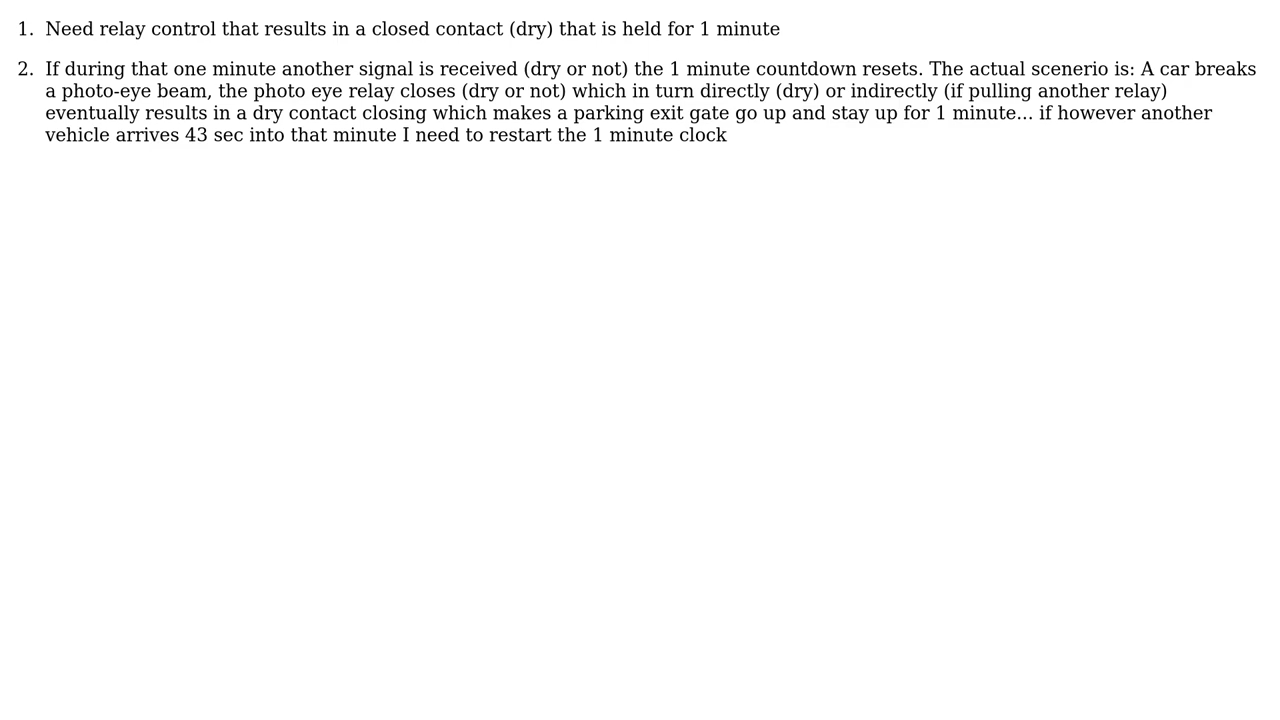 1. Need relay control that results in a closed contact (dry) that is held for 1 minute
2. If during that one minute another signal is received (dry or not) the 1 minute countdown resets. The actual scenerio is: A car breaks
a photo-eye beam, the photo eye relay closes (dry or not) which in turn directly (dry) or indirectly (if pulling another relay)
eventually results in a dry contact closing which makes a parking exit gate go up and stay up for 1 minute... if however another
vehicle arrives 43 sec into that minute I need to restart the 1 minute clock